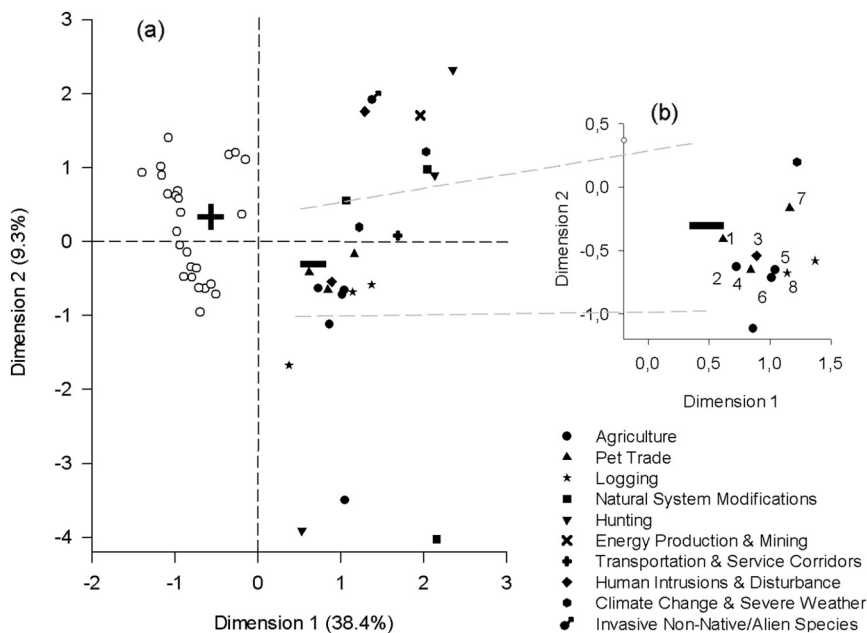 (a)
3
2
1
0
-1
-2
-3
-4
Dimension 2 (9.3%)
-2 -1 0 1 2 3
Dimension 1 (38.4%)
(b)
0,5
0,0
-0,5
-1,0
Dimension 2
1 2 3 4 5 6 7 8
0,0 0,5 1,0 1,5
Dimension 1
Agriculture
Pet Trade
Logging
Natural System Modifications
Hunting
Energy Production & Mining
Transportation & Service Corridors
Human Intrusions & Disturbance
Climate Change & Severe Weather
Invasive Non-Native/Alien Species